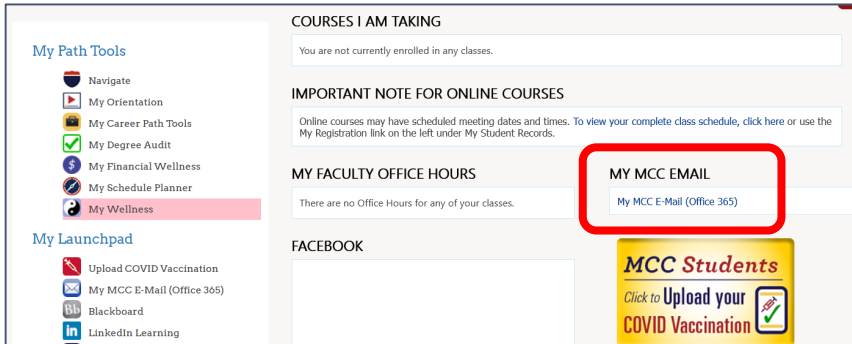 My Path Tools
Navigate
My Orientation
My Career Path Tools
My Degree Audit
$
My Financial Wellness
My Schedule Planner
My Wellness
My Launchpad
Upload COVID Vaccination
My MCC E-Mail (Office 365)
Bb
Blackboard
in
LinkedIn Learning
COURSES I AM TAKING
You are not currently enrolled in any classes.
IMPORTANT NOTE FOR ONLINE COURSES
Online courses may have scheduled meeting dates and times. To view your complete class schedule, click here or use the
My Registration link on the left under My Student Records.
MY FACULTY OFFICE HOURS
There are no Office Hours for any of your classes.
MY MCC EMAIL
My MCC E-Mail (Office 365)
FACEBOOK
MCC Students
Click to Upload your
COVID Vaccination